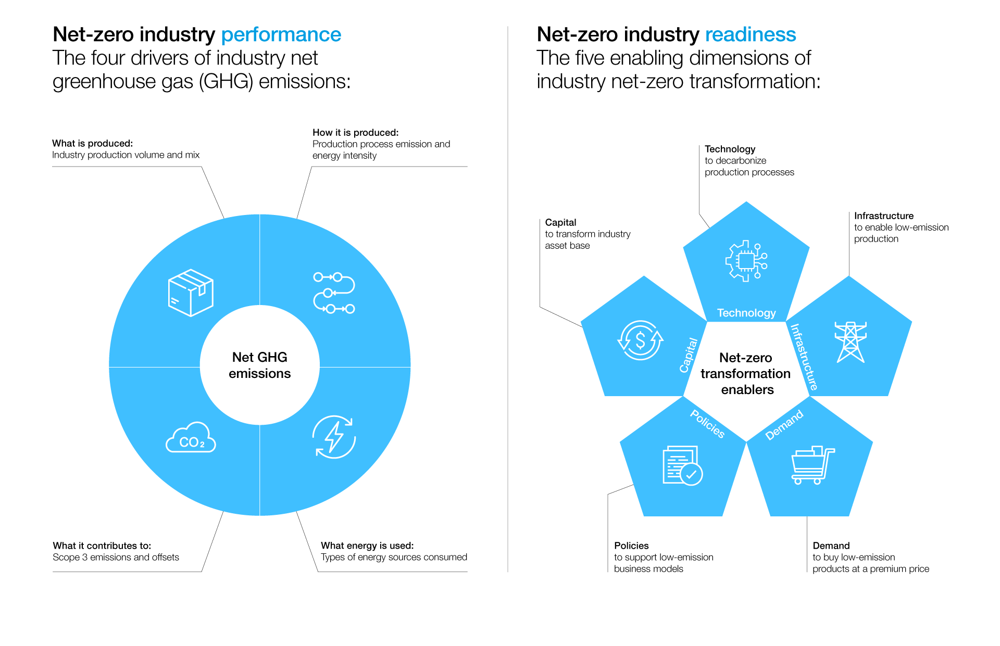 Net-zero industry performance
The four drivers of industry net
greenhouse gas (GHG) emissions:
What is produced:
Industry production volume and mix
How it is produced:
Production process emission and
energy intensity
Net GHG
emissions
CO₂
What it contributes to:
Scope 3 emissions and offsets
What energy is used:
Types of energy sources consumed
Net-zero industry readiness
The five enabling dimensions of
industry net-zero transformation:
Technology
to decarbonize
production processes
Capital
to transform industry
asset base
Infrastructure
to enable low-emission
production
Technology
Capital
$
Infrastructure
Net-zero
transformation
enablers
Policies
Demand
Policies
to support low-emission
business models
Demand
to buy low-emission
products at a premium price